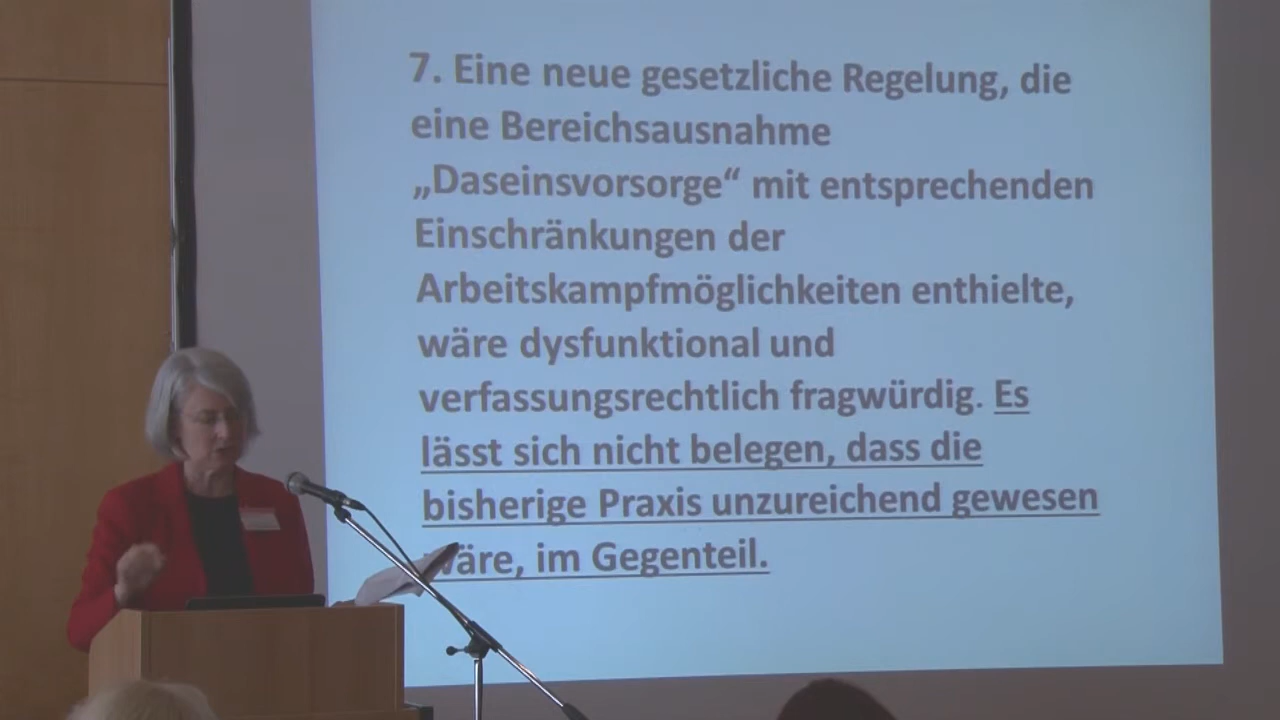 7. Eine neue gesetzliche Regelung, die
eine Bereichsausnahme
„Daseinsvorsorge“ mit entsprechenden
Einschränkungen der
Arbeitskampfmöglichkeiten enthielte,
wäre dysfunktional und
verfassungsrechtlich fragwürdig. Es
lässt sich nicht belegen, dass die
bisherige Praxis unzureichend gewesen
wäre, im Gegenteil.